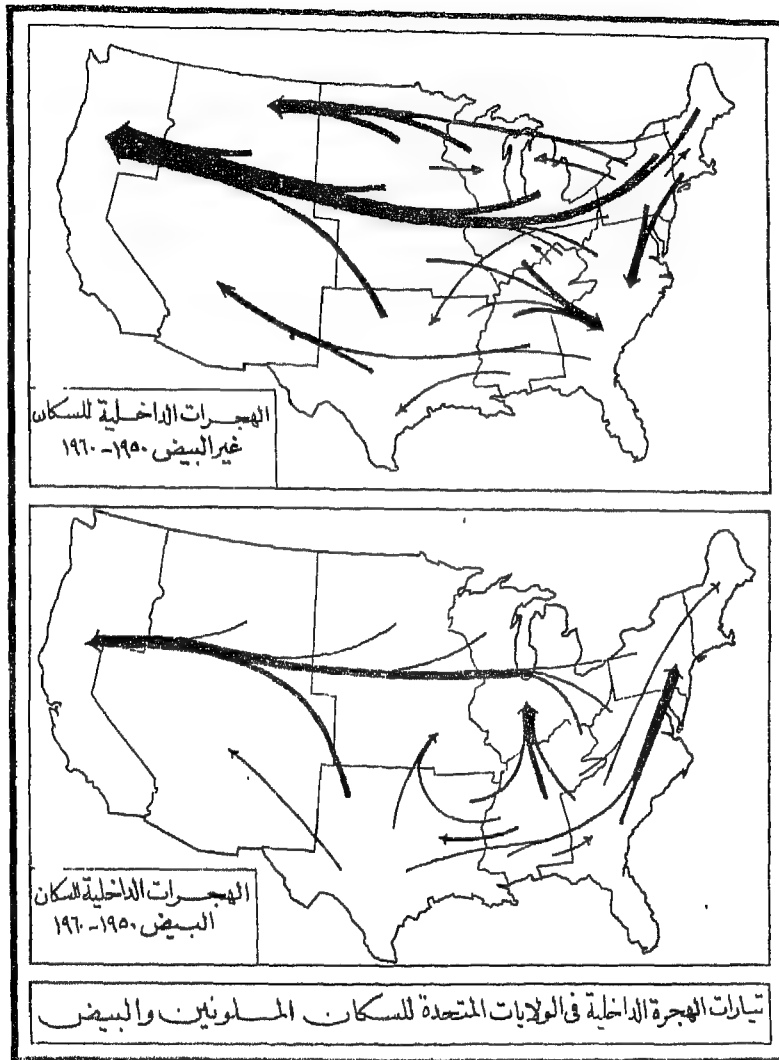 الهجرات الداخلية للسكان
غير البيض ١٩٥٠-١٩٦٠
الهجرات الداخلية للسكان
البيض ١٩٥٠-١٩٦٠
تيارات الهجرة الداخلية فى الولايات المتحدة للسكان الملونين والبيض